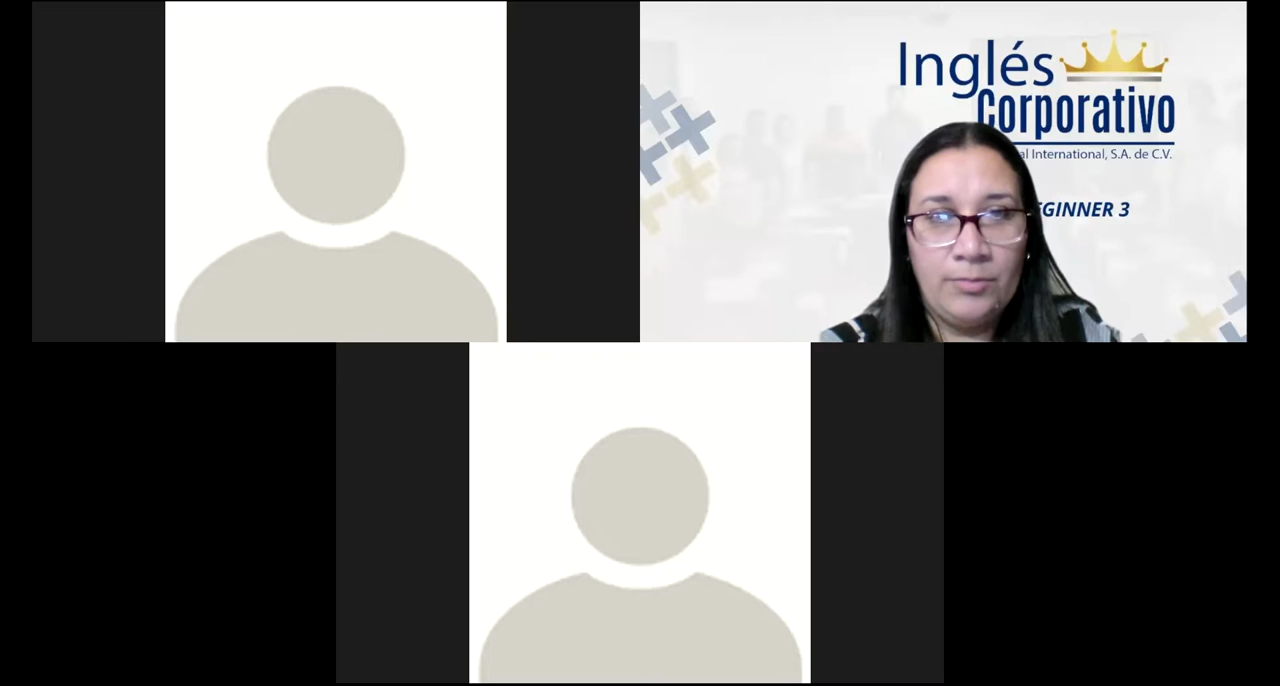 Inglés
Corporativo
al International, S.A. de C.V.
EGINNER 3